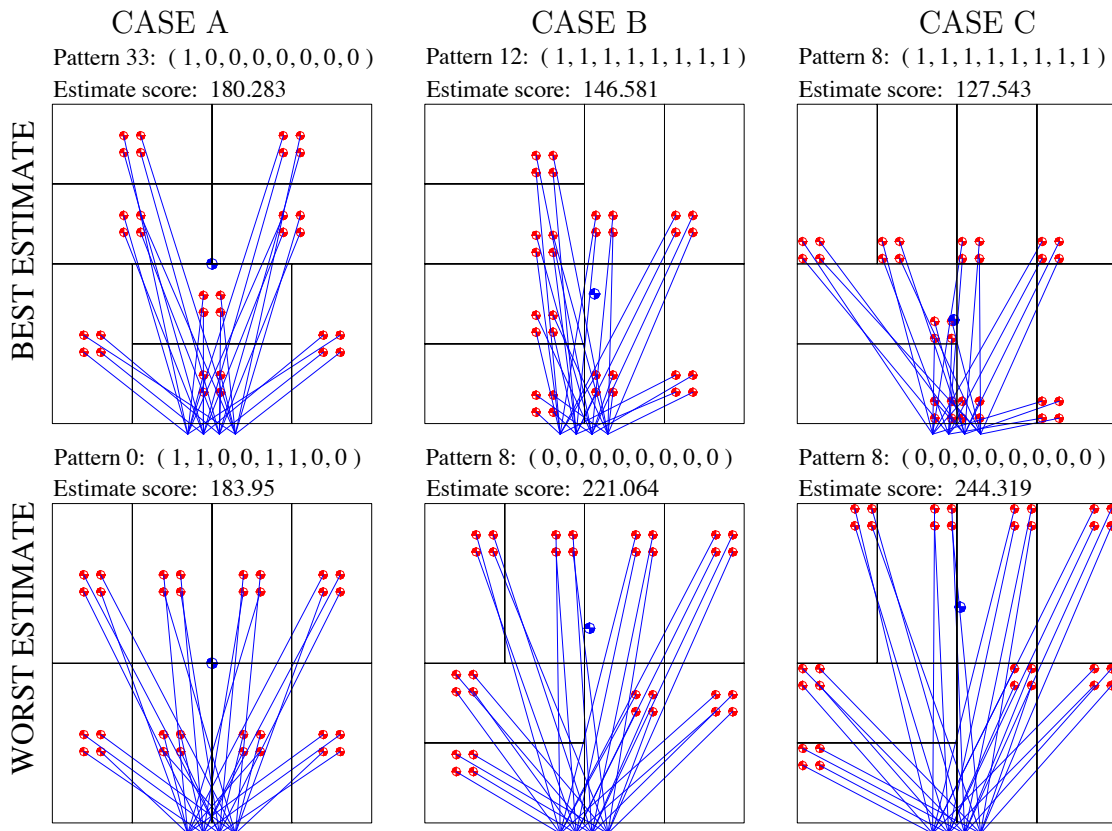 CASE A
CASE B
CASE C
Pattern 33: ( 1, 0, 0, 0, 0, 0, 0, 0 )
Pattern 12: ( 1, 1, 1, 1, 1, 1, 1, 1 )
Pattern 8: ( 1, 1, 1, 1, 1, 1, 1, 1 )
Estimate score: 180.283
Estimate score: 146.581
Estimate score: 127.543
BEST ESTIMATE
Pattern 0: ( 1, 1, 0, 0, 1, 1, 0, 0 )
Pattern 8: ( 0, 0, 0, 0, 0, 0, 0, 0 )
Pattern 8: ( 0, 0, 0, 0, 0, 0, 0, 0 )
Estimate score: 183.95
Estimate score: 221.064
Estimate score: 244.319
WORST ESTIMATE